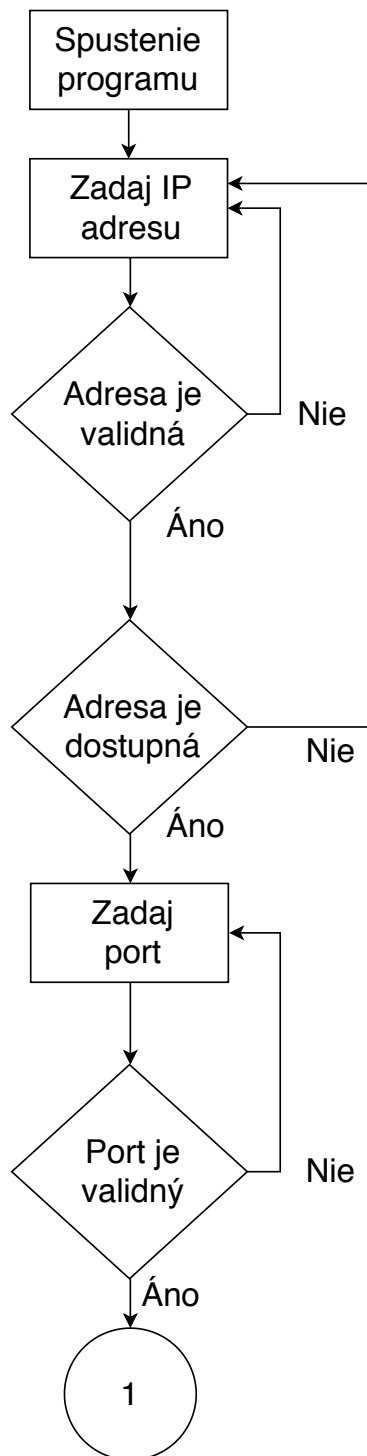 Spustenie
programu
Zadaj IP
adresu
Adresa je
validná
Nie
Áno
Adresa je
dostupná
Nie
Áno
Zadaj
port
Port je
validný
Nie
Áno
1